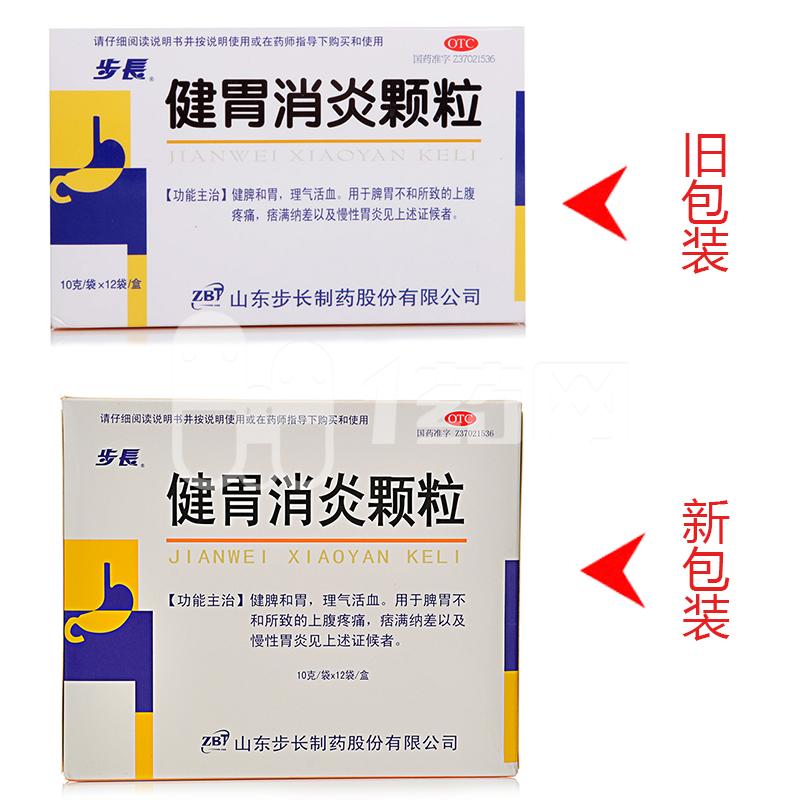 请仔细阅读说明书并按说明使用或在药师指导下购买和使用
OTC
国药准字 Z37021536
步長®
健胃消炎颗粒
JIANWEI XIAOYAN KELI
【功能主治】健脾和胃，理气活血。用于脾胃不和所致的上腹
疼痛，痞满纳差以及慢性胃炎见上述证候者。
10克/袋×12袋/盒
ZBT 山东步长制药股份有限公司
旧包装
1药网
请仔细阅读说明书并按说明使用或在药师指导下购买和使用
OTC
国药准字 Z37021536
步長®
健胃消炎颗粒
JIANWEI XIAOYAN KELI
【功能主治】健脾和胃，理气活血。用于脾胃不
和所致的上腹疼痛，痞满纳差以及
慢性胃炎见上述证候者。
10克/袋x12袋/盒
ZBT 山东步长制药股份有限公司
新包装